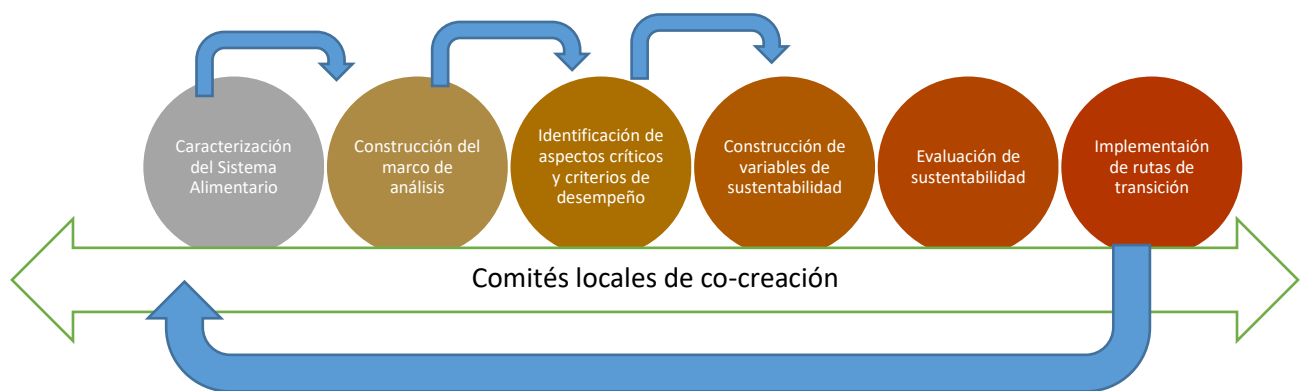 Caracterización
del Sistema
Alimentario
Construcción del
marco de
análisis
Identificación de
aspectos críticos
y criterios de
desempeño
Construcción de
variables de
sustentabilidad
Evaluación de
sustentabilidad
Implementaión
de rutas de
transición
Comités locales de co-creación